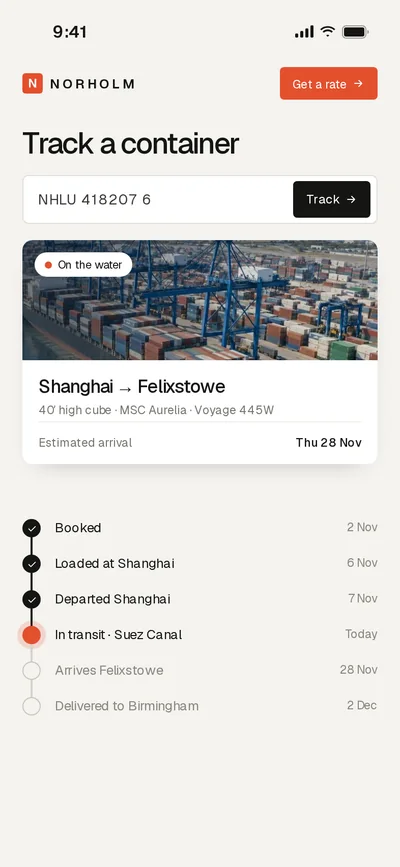 9:41
N NORHOLM
Get a rate →
Track a container
NHLU 418207 6
Track →
On the water
Shanghai → Felixstowe
40' high cube · MSC Aurelia · Voyage 445W
Estimated arrival Thu 28 Nov
Booked 2 Nov
Loaded at Shanghai 6 Nov
Departed Shanghai 7 Nov
In transit · Suez Canal Today
Arrives Felixstowe 28 Nov
Delivered to Birmingham 2 Dec